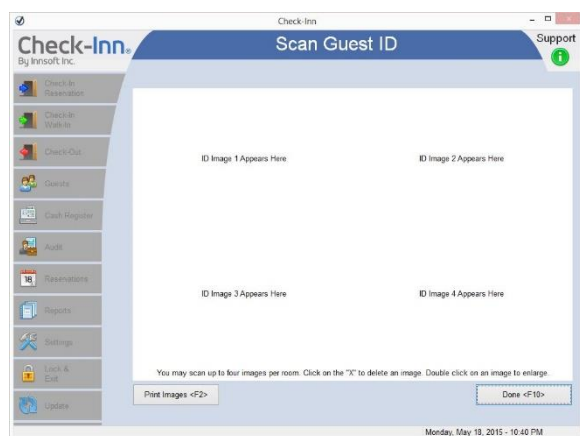 Check-Inn
Check-Inn®
By Innsoft Inc.
Scan Guest ID
Support
Check-In
Reservation
Check-In
Walk-In
Check-Out
Guests
Cash Register
Audit
18
Reservations
Reports
Settings
Lock &
Exit
Update
ID Image 1 Appears Here
ID Image 2 Appears Here
ID Image 3 Appears Here
ID Image 4 Appears Here
You may scan up to four images per room. Click on the "X" to delete an image. Double click on an image to enlarge.
Print Images <F2>
Done <F10>
Monday, May 18, 2015 - 10:40 PM